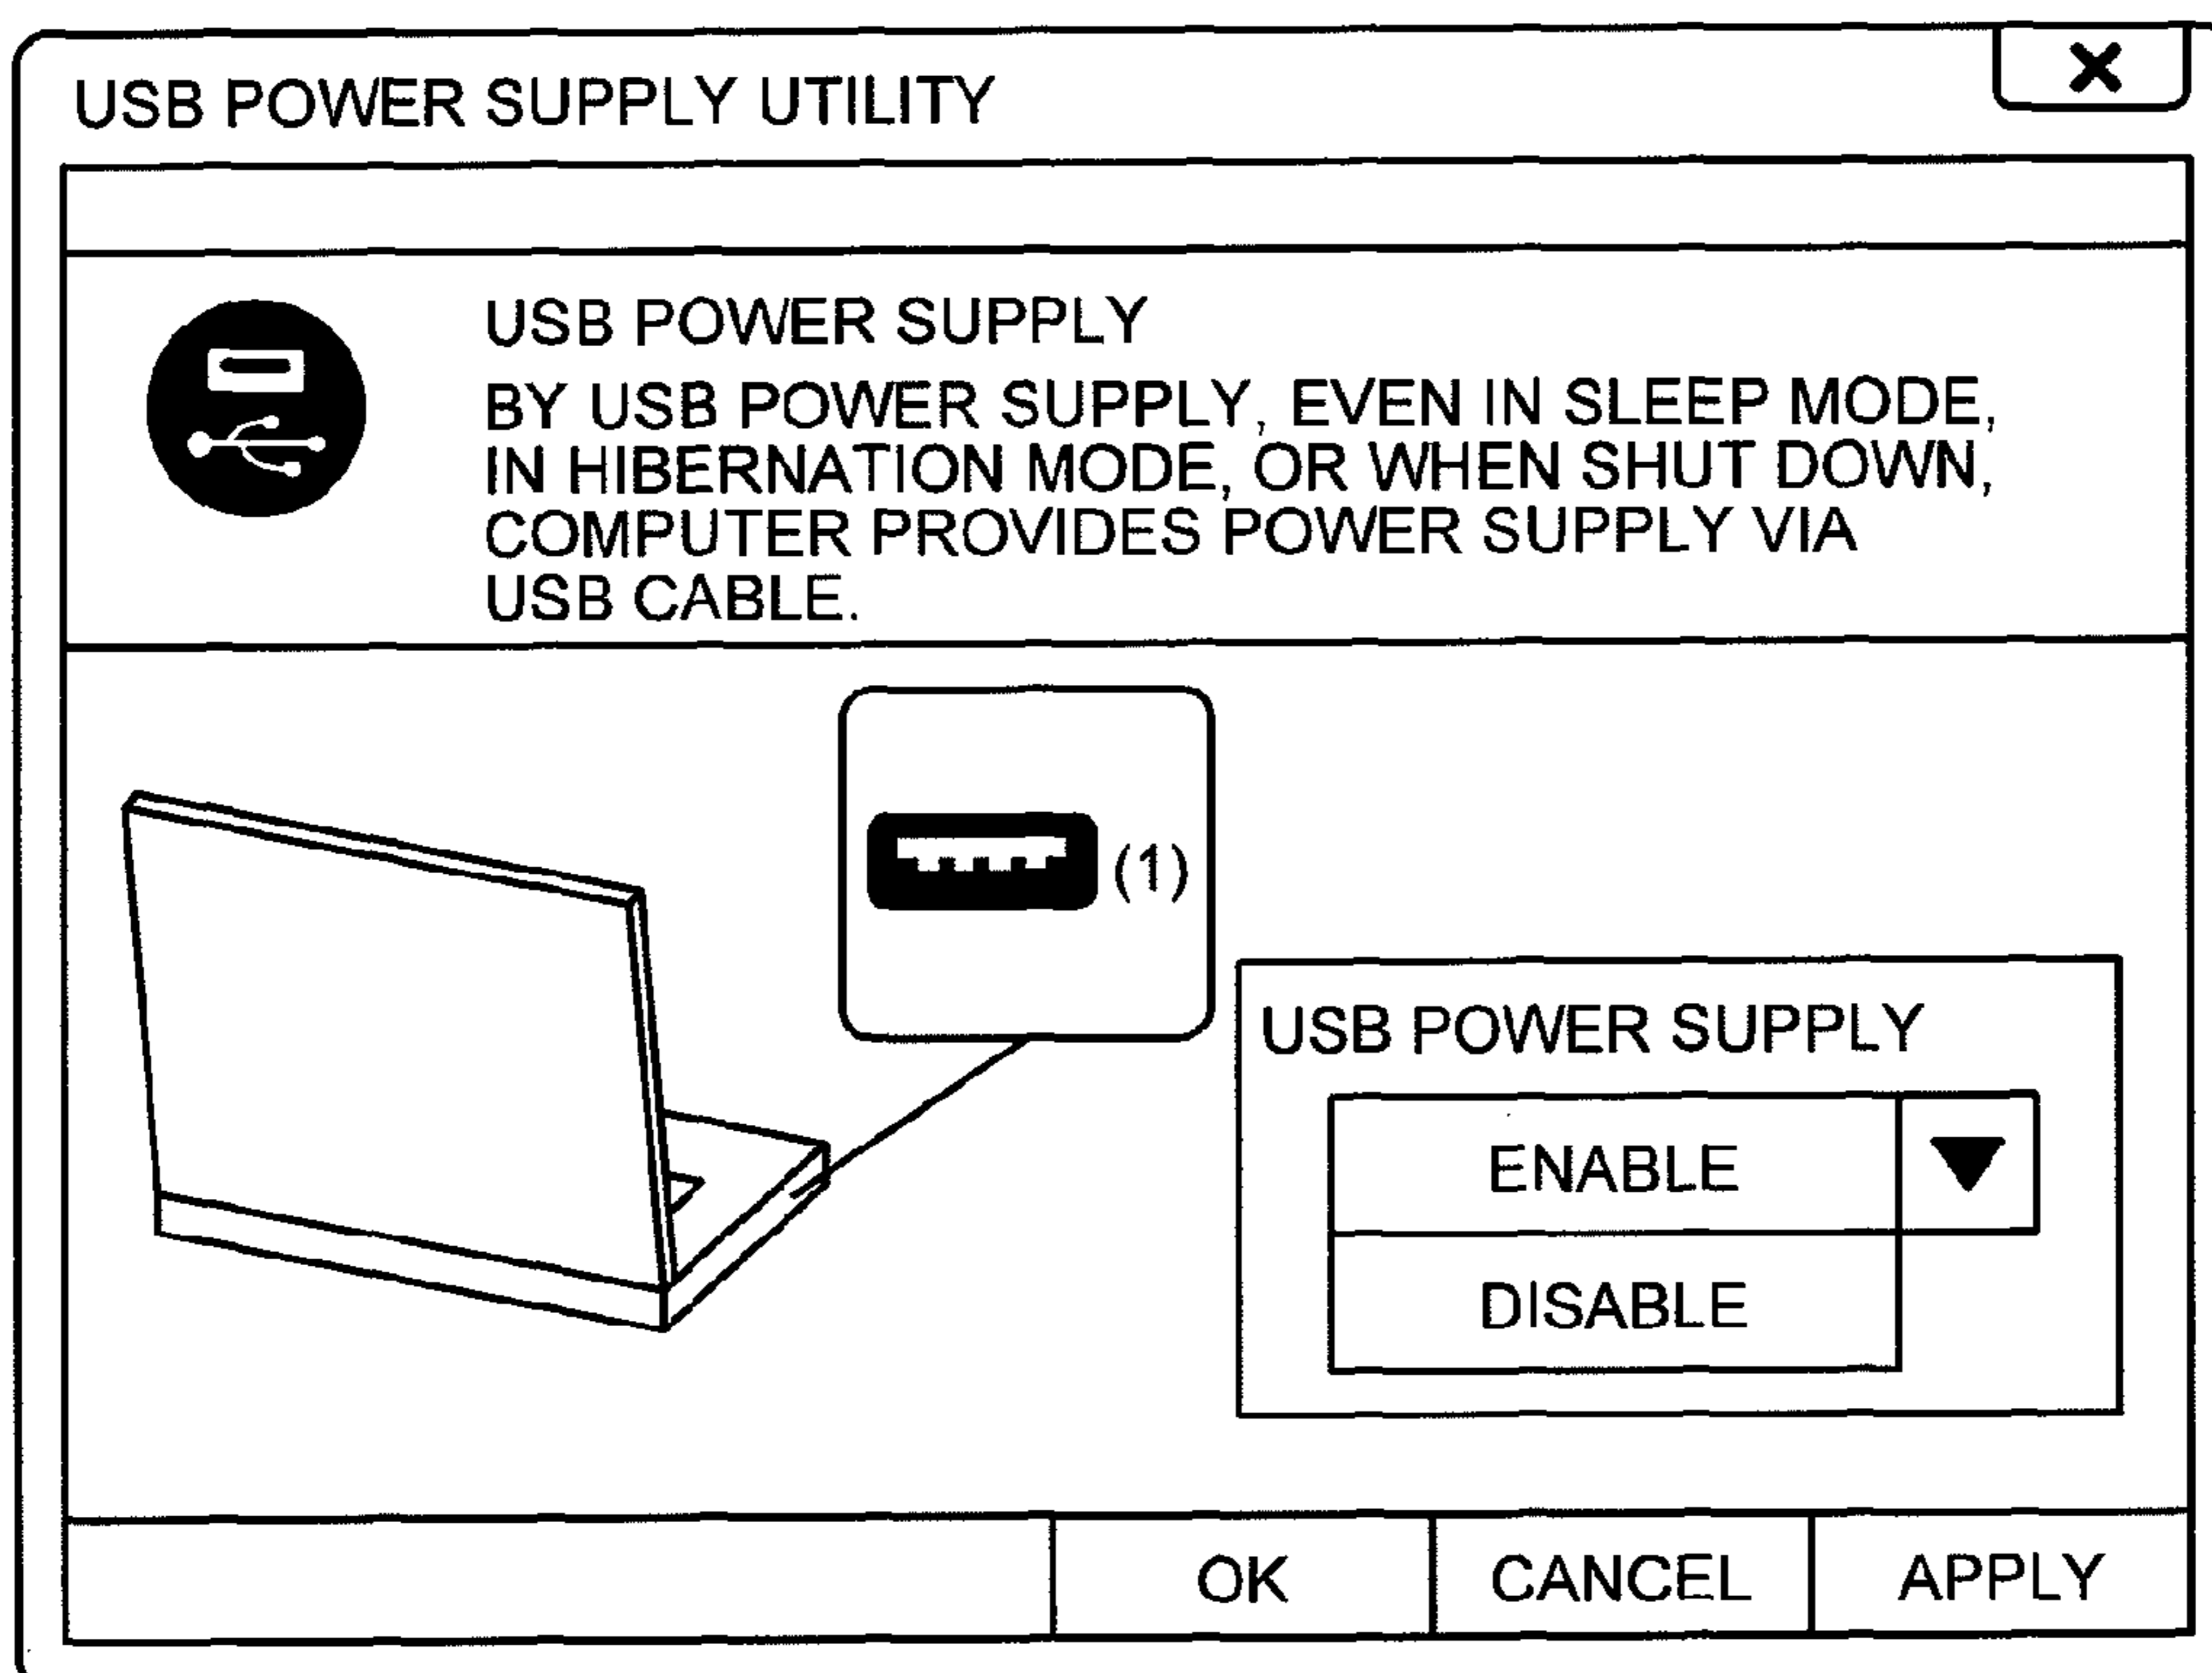 USB POWER SUPPLY UTILITY
USB POWER SUPPLY
BY USB POWER SUPPLY, EVEN IN SLEEP MODE,
IN HIBERNATION MODE, OR WHEN SHUT DOWN,
COMPUTER PROVIDES POWER SUPPLY VIA
USB CABLE.
(1)
USB POWER SUPPLY
ENABLE
DISABLE
OK
CANCEL
APPLY